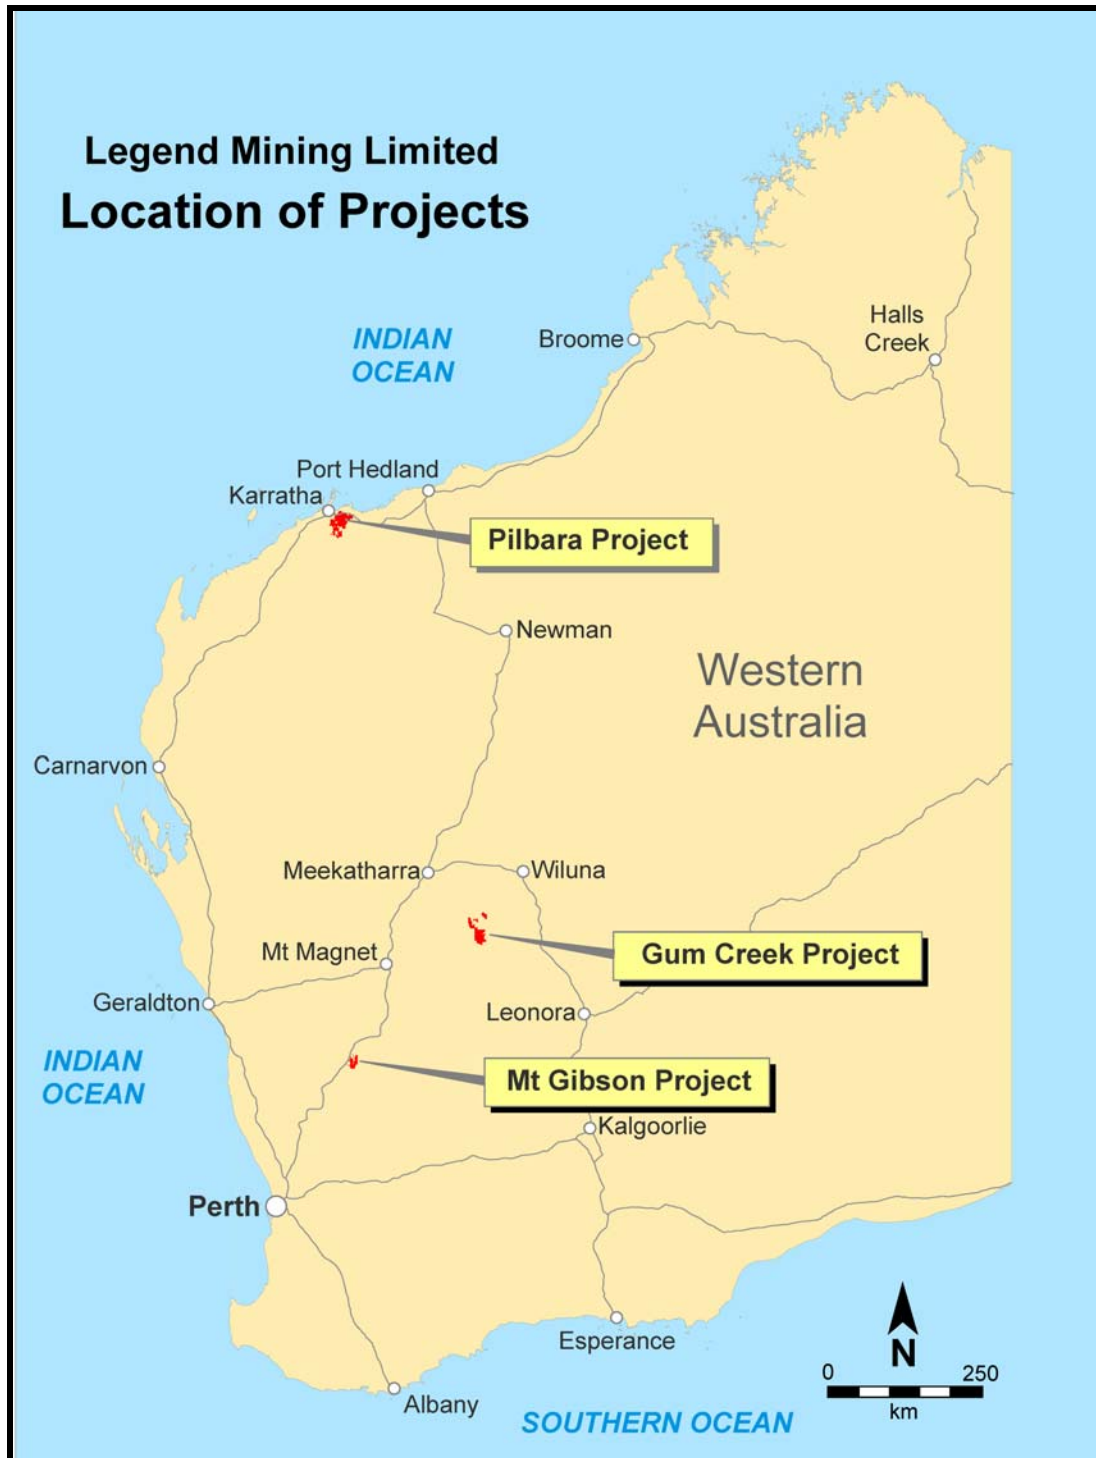 Legend Mining Limited
Location of Projects
INDIAN
OCEAN
Broome
Halls
Creek
Port Hedland
Karratha
Pilbara Project
Newman
Western
Australia
Carnarvon
Meekatharra
Wiluna
Gum Creek Project
Mt Magnet
Geraldton
Leonora
INDIAN
OCEAN
Mt Gibson Project
Kalgoorlie
Perth
Esperance
N
0 250
km
Albany
SOUTHERN OCEAN